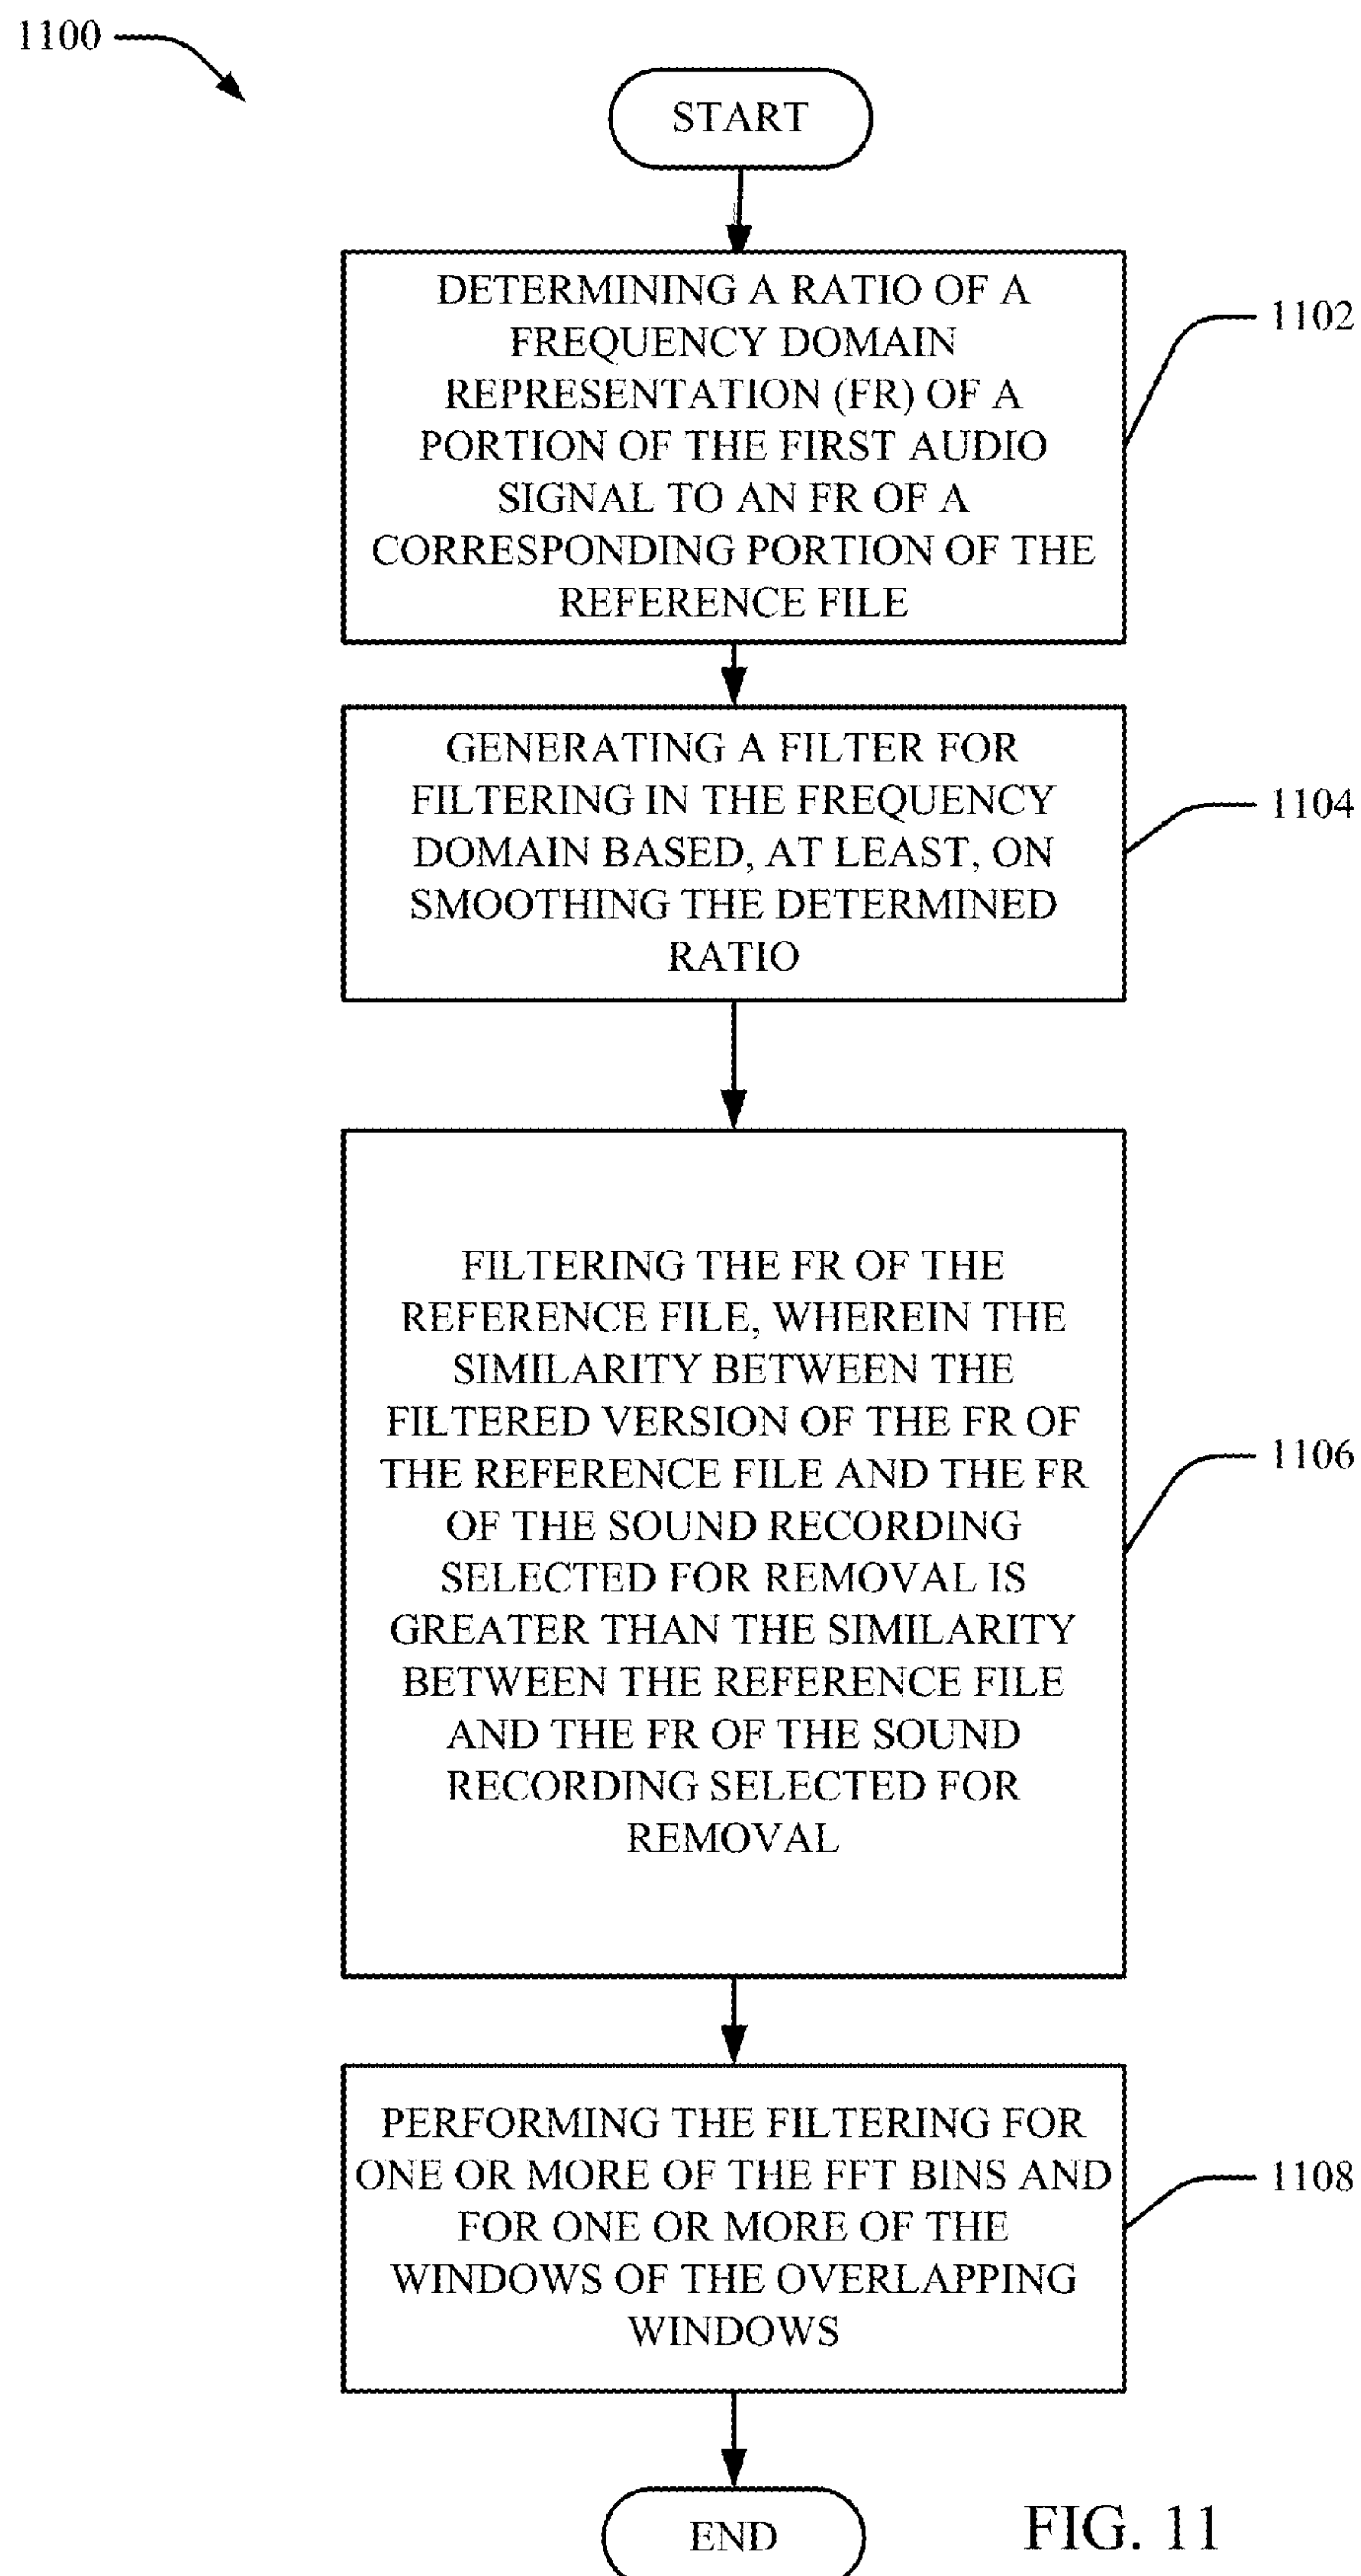 1100
START
DETERMINING A RATIO OF A
FREQUENCY DOMAIN
REPRESENTATION (FR) OF A
PORTION OF THE FIRST AUDIO
SIGNAL TO AN FR OF A
CORRESPONDING PORTION OF THE
REFERENCE FILE
1102
GENERATING A FILTER FOR
FILTERING IN THE FREQUENCY
DOMAIN BASED, AT LEAST, ON
SMOOTHING THE DETERMINED
RATIO
1104
FILTERING THE FR OF THE
REFERENCE FILE, WHEREIN THE
SIMILARITY BETWEEN THE
FILTERED VERSION OF THE FR OF
THE REFERENCE FILE AND THE FR
OF THE SOUND RECORDING
SELECTED FOR REMOVAL IS
GREATER THAN THE SIMILARITY
BETWEEN THE REFERENCE FILE
AND THE FR OF THE SOUND
RECORDING SELECTED FOR
REMOVAL
1106
PERFORMING THE FILTERING FOR
ONE OR MORE OF THE FFT BINS AND
FOR ONE OR MORE OF THE
WINDOWS OF THE OVERLAPPING
WINDOWS
1108
END
FIG. 11